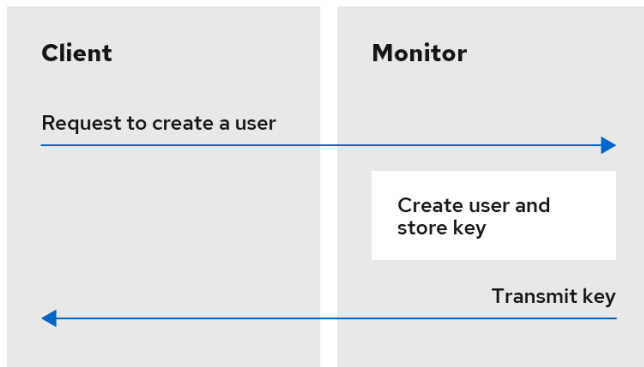 Client
Monitor
Request to create a user
Create user and
store key
Transmit key